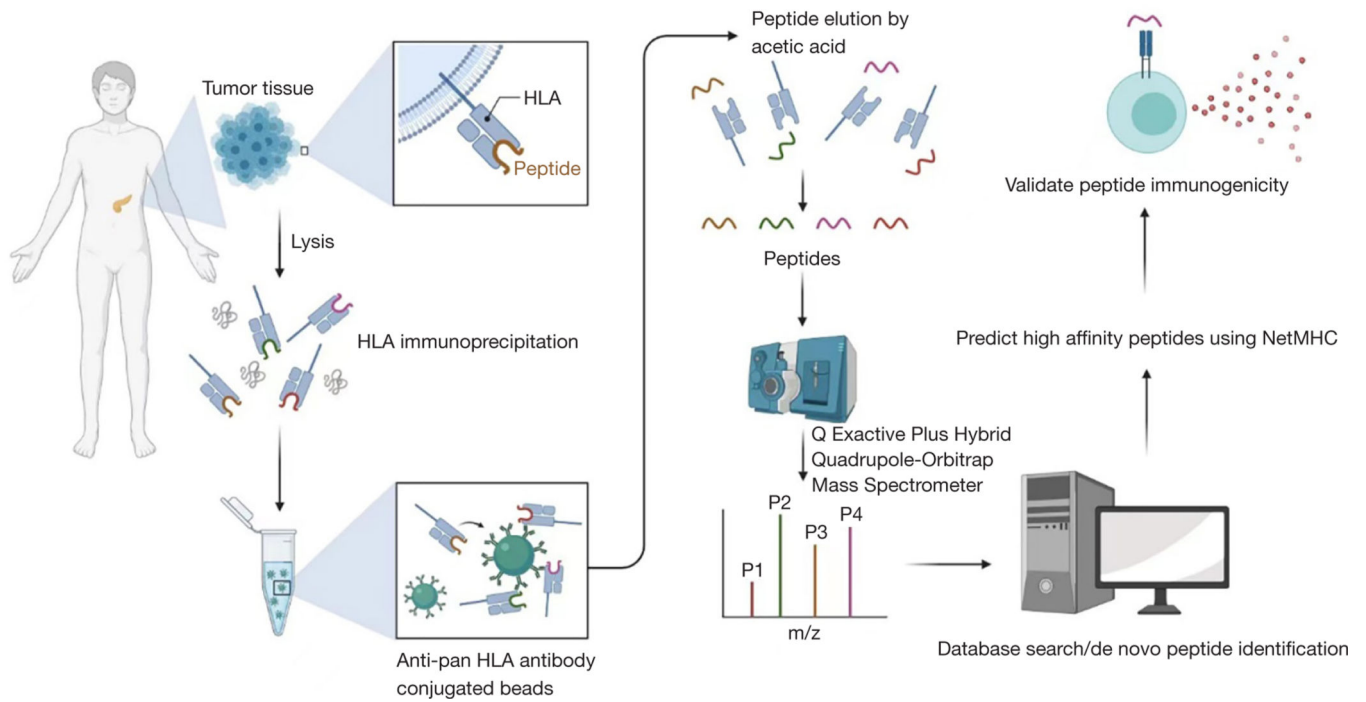 Tumor tissue
HLA
Peptide
Lysis
HLA immunoprecipitation
Anti-pan HLA antibody
conjugated beads
Peptide elution by
acetic acid
Peptides
Q Exactive Plus Hybrid
Quadrupole-Orbitrap
Mass Spectrometer
P1
P2
P3
P4
m/z
Database search/de novo peptide identification
Predict high affinity peptides using NetMHC
Validate peptide immunogenicity